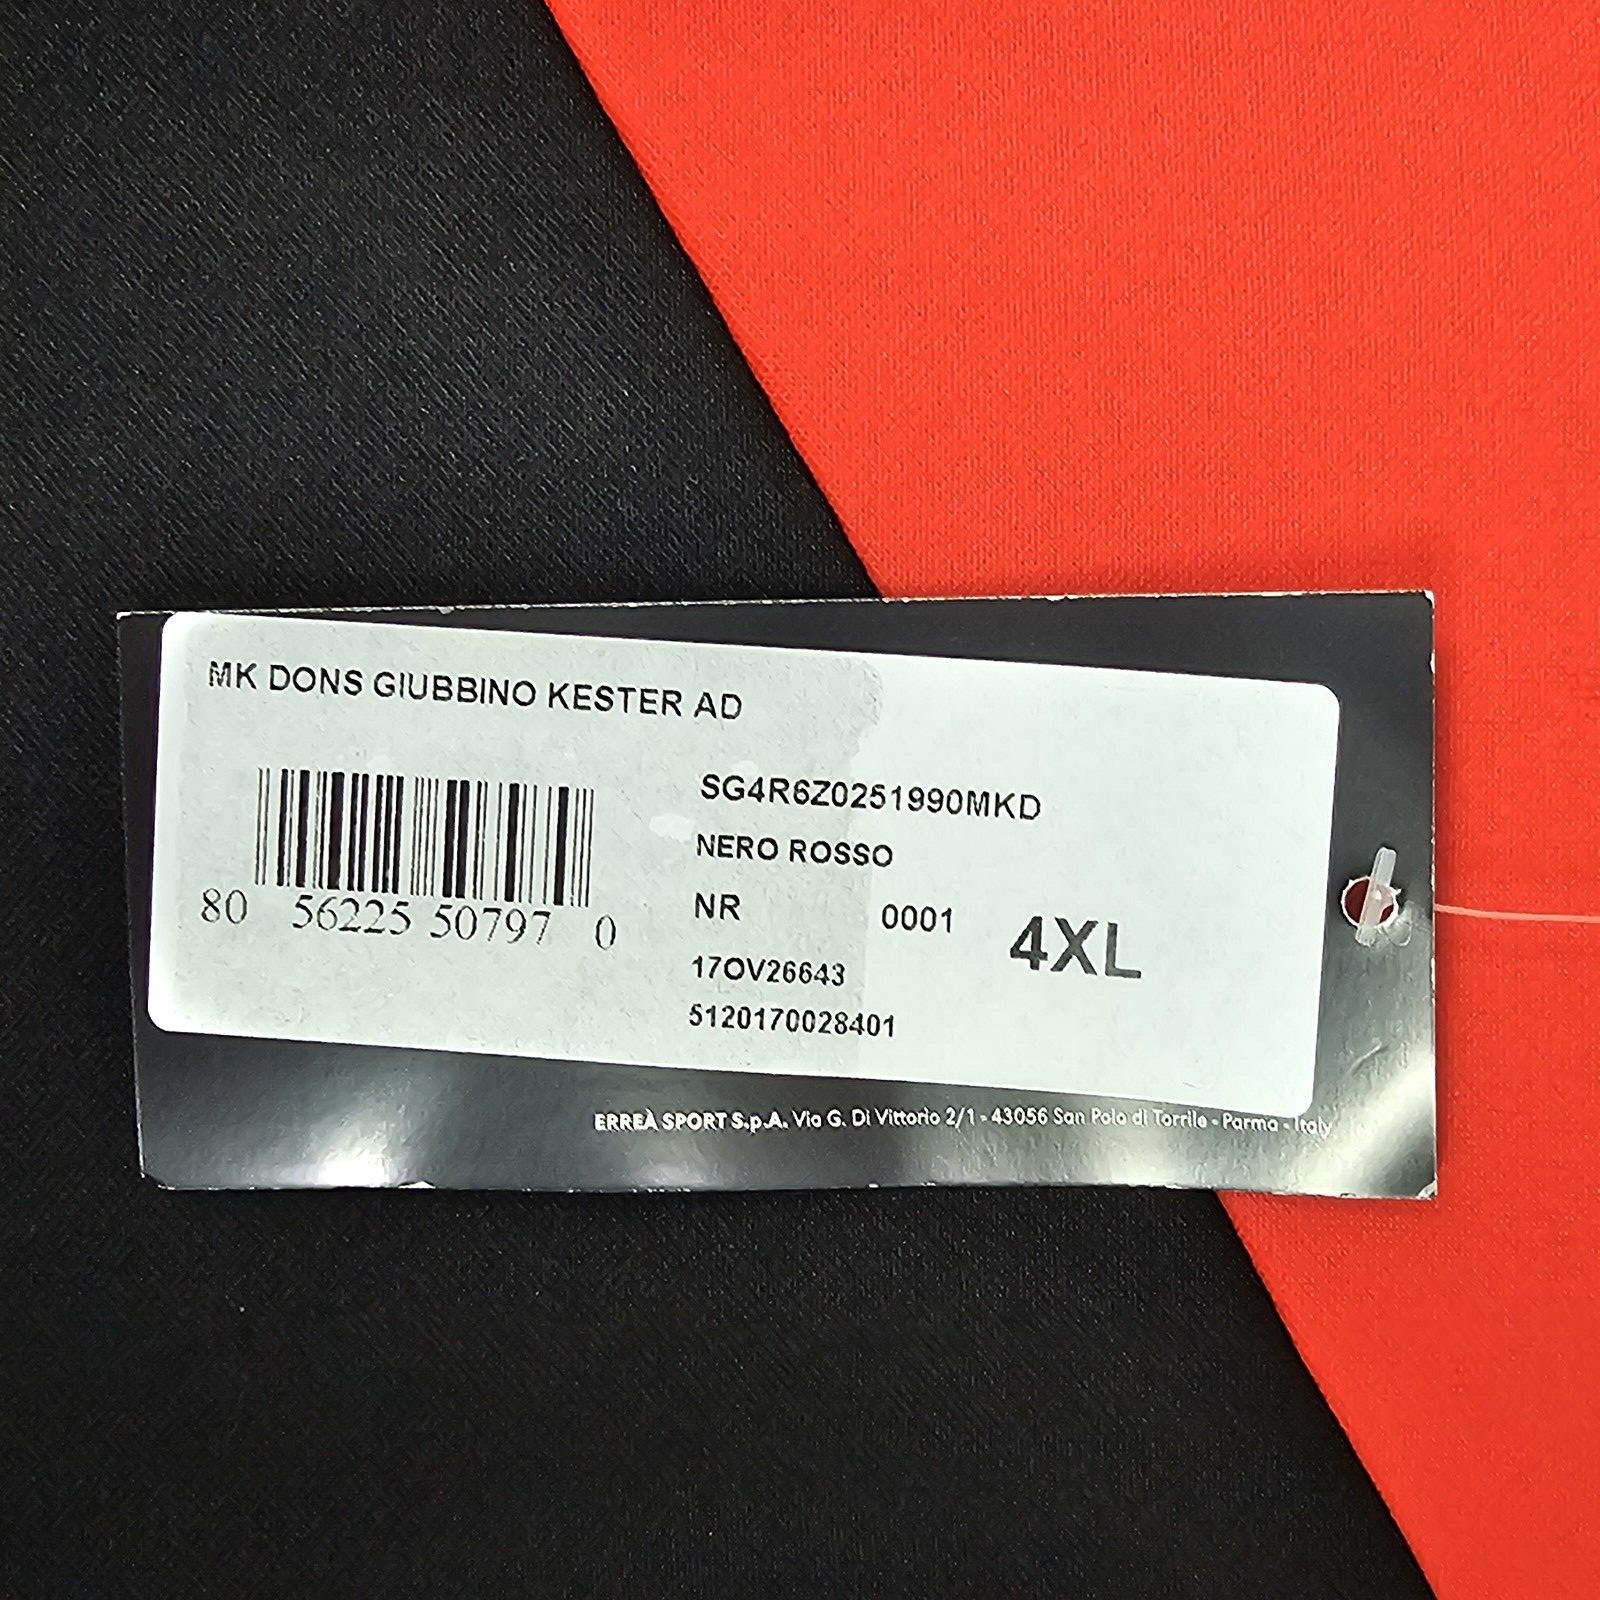 MK DONS GIUBBINO KESTER AD
SG4R6Z0251990MKD
NERO ROSSO
NR 0001 4XL
80 56225 50797 0
17OV26643
5120170028401
ERREÀ SPORT S.p.A. Via G. Di Vittorio 2/1 - 43056 San Polo di Torrile - Parma - Italy